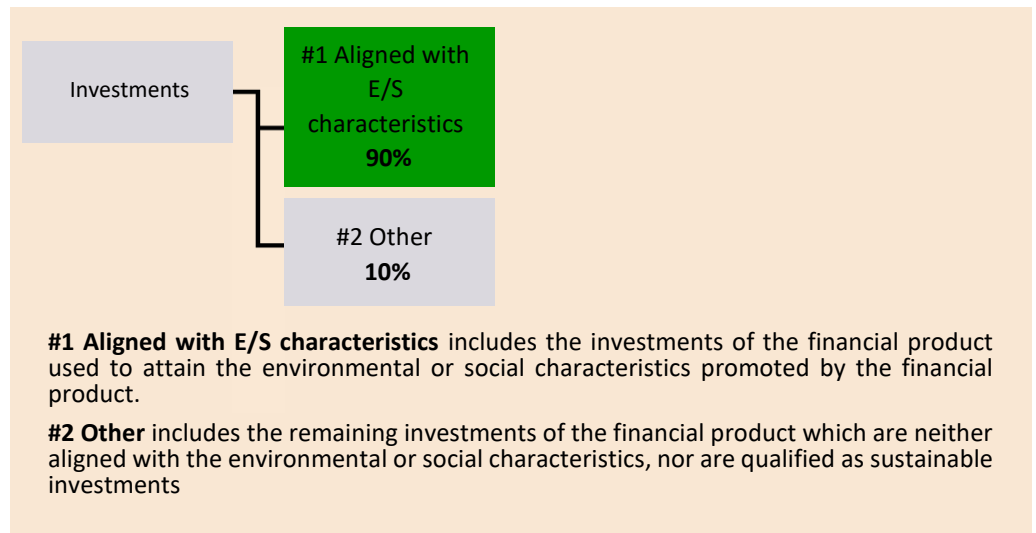 Investments
#1 Aligned with
E/S
characteristics
90%
#2 Other
10%
#1 Aligned with E/S characteristics includes the investments of the financial product
used to attain the environmental or social characteristics promoted by the financial
product.
#2 Other includes the remaining investments of the financial product which are neither
aligned with the environmental or social characteristics, nor are qualified as sustainable
investments